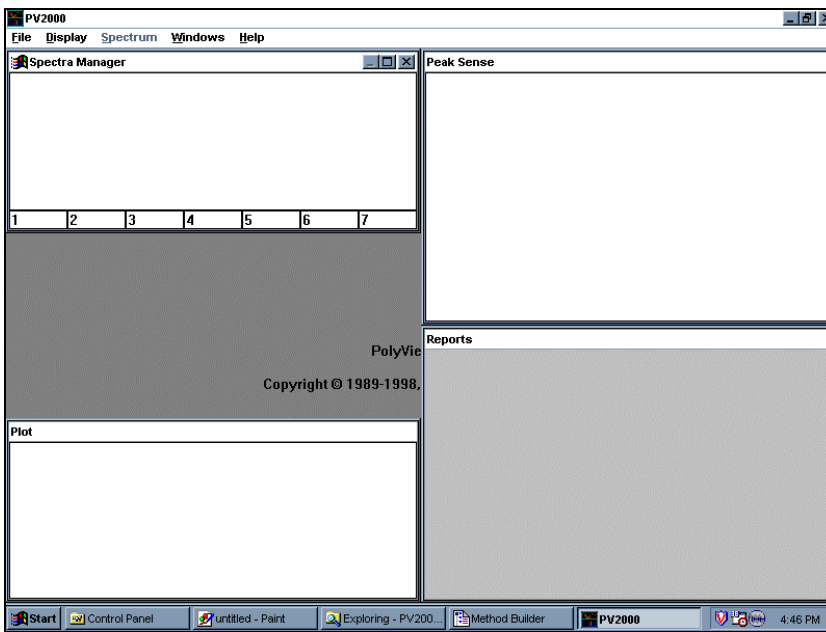 PV2000
File Display Spectrum Windows Help
Spectra Manager
1 2 3 4 5 6 7
Peak Sense
PolyVie
Copyright © 1989-1998,
Reports
Plot
Start Control Panel untitled - Paint Exploring - PV200... Method Builder PV2000 4:46 PM